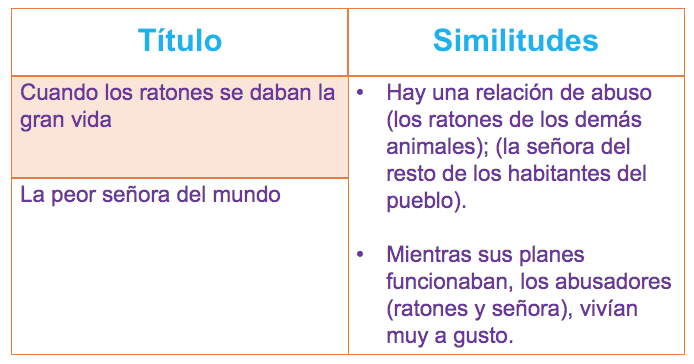 Título
Similitudes
Cuando los ratones se daban la
gran vida
La peor señora del mundo
• Hay una relación de abuso
(los ratones de los demás
animales); (la señora del
resto de los habitantes del
pueblo).
• Mientras sus planes
funcionaban, los abusadores
(ratones y señora), vivían
muy a gusto.